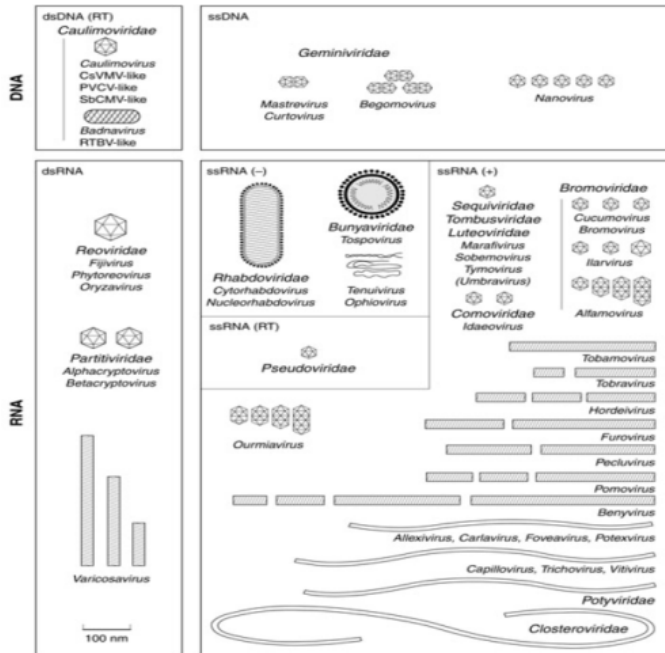 DNA
dsDNA (RT)
Caulimoviridae
Caulimovirus
CsVMV-like
PVCV-like
SbCMV-like
Badnavirus
RTBV-like
ssDNA
Geminiviridae
Mastrevirus
Curtovirus
Begomovirus
Nanovirus
RNA
dsRNA
Reoviridae
Fijivirus
Phytoreovirus
Oryzavirus
Partitiviridae
Alphacryptovirus
Betacryptovirus
Varicosavirus
100 nm
ssRNA (–)
Rhabdoviridae
Cytorhabdovirus
Nucleorhabdovirus
Bunyaviridae
Tospovirus
Tenuivirus
Ophiovirus
ssRNA (RT)
Pseudoviridae
ssRNA (+)
Sequiviridae
Tombusviridae
Luteoviridae
Marafivirus
Sobemovirus
Tymovirus
(Umbravirus)
Comoviridae
Idaeovirus
Bromoviridae
Cucumovirus
Bromovirus
Ilarvirus
Alfamovirus
Ourmiavirus
Tobamovirus
Tobravirus
Hordeivirus
Furovirus
Pecluvirus
Pomovirus
Benyvirus
Allexivirus, Carlavirus, Foveavirus, Potexvirus
Capillovirus, Trichovirus, Vitivirus
Potyviridae
Closteroviridae